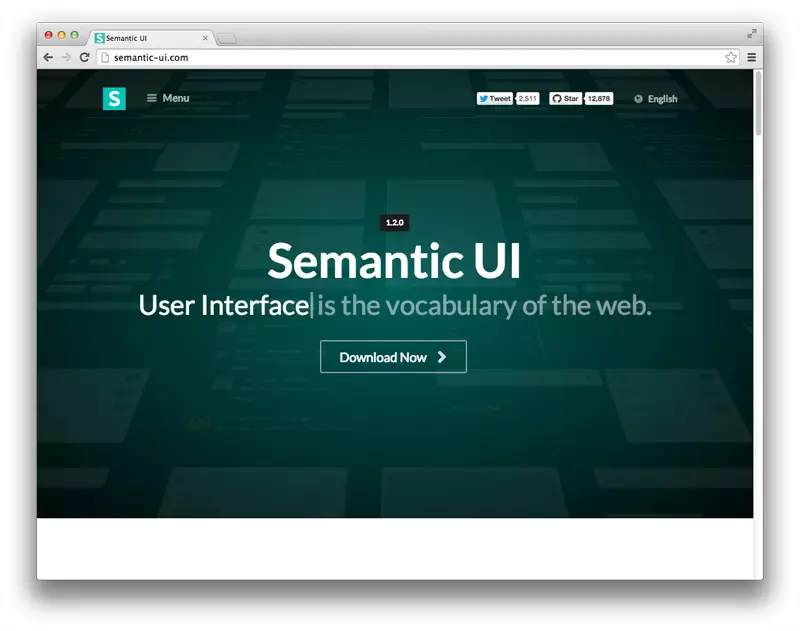 Semantic UI
semantic-ui.com
S Menu Tweet 2,511 Star 12,878 English
1.2.0
Semantic UI
User Interface is the vocabulary of the web.
Download Now